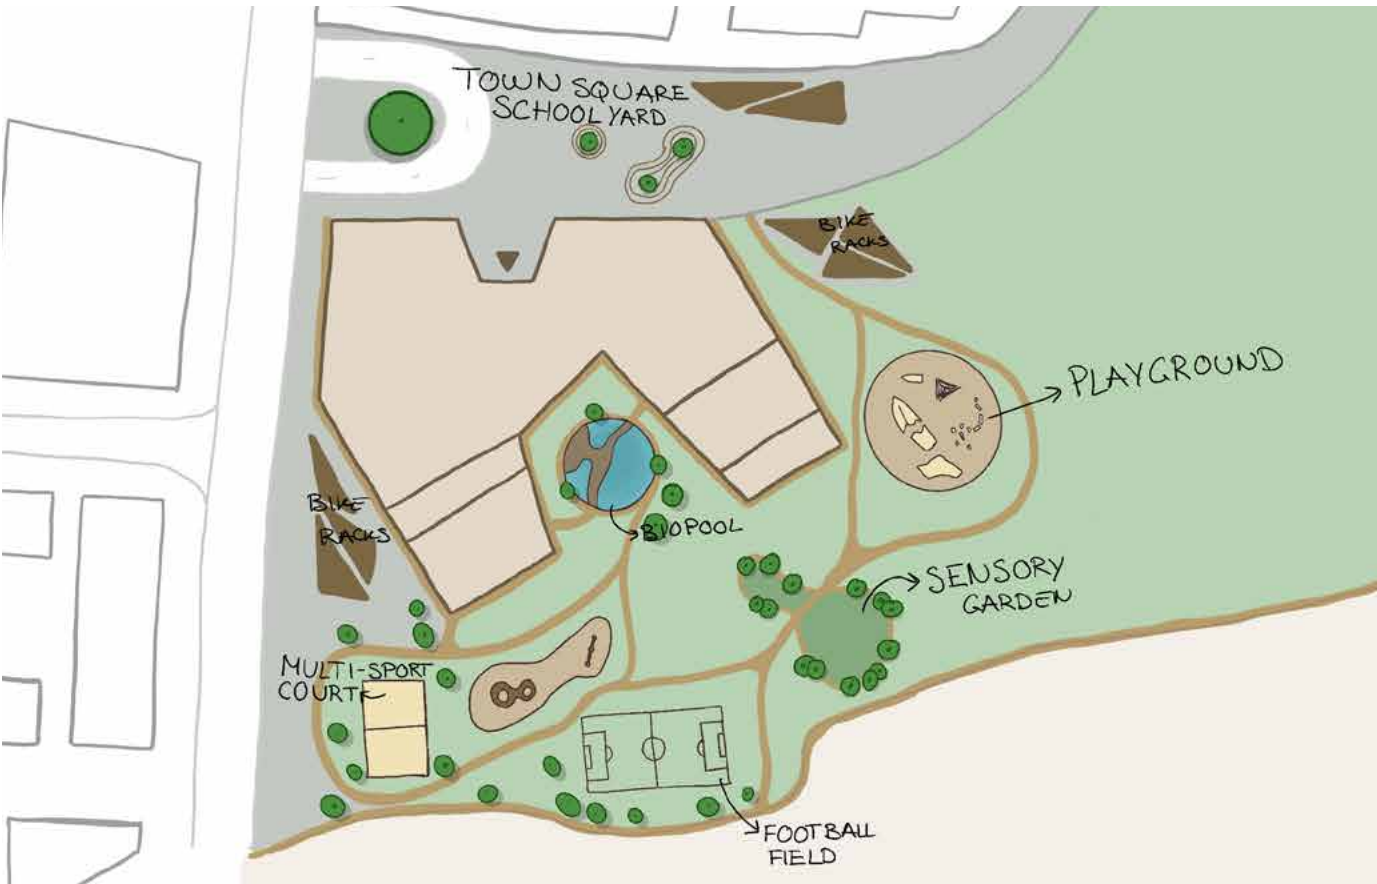 TOWN SQUARE
SCHOOLYARD
BIKE
RACKS
PLAYGROUND
BIKE
RACKS
BIOPOOL
SENSORY
GARDEN
MULTI-SPORT
COURT
FOOTBALL
FIELD